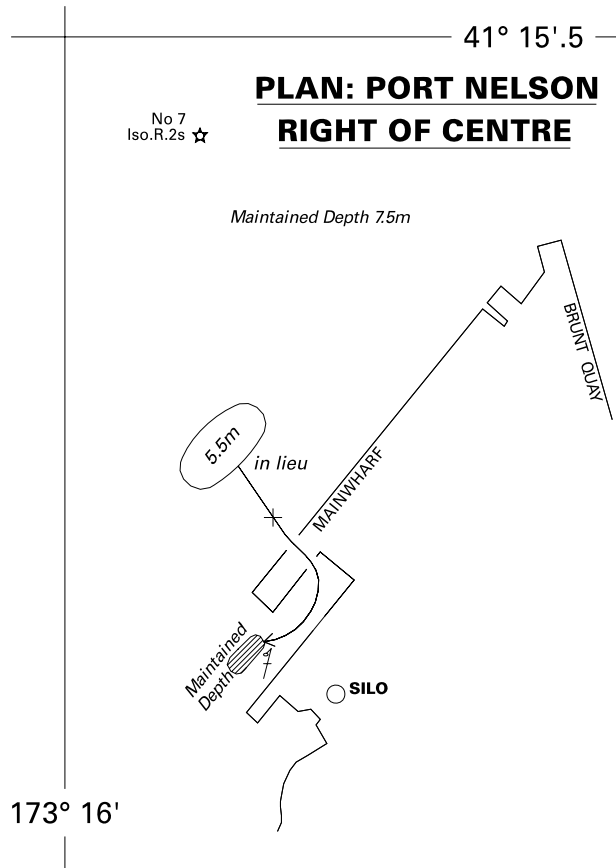 41° 15'.5
PLAN: PORT NELSON
RIGHT OF CENTRE
No 7
Iso.R.2s
Maintained Depth 7.5m
BRUNT QUAY
5.5m
in lieu
MAINWHARF
Maintained
Depth
SILO
173° 16'